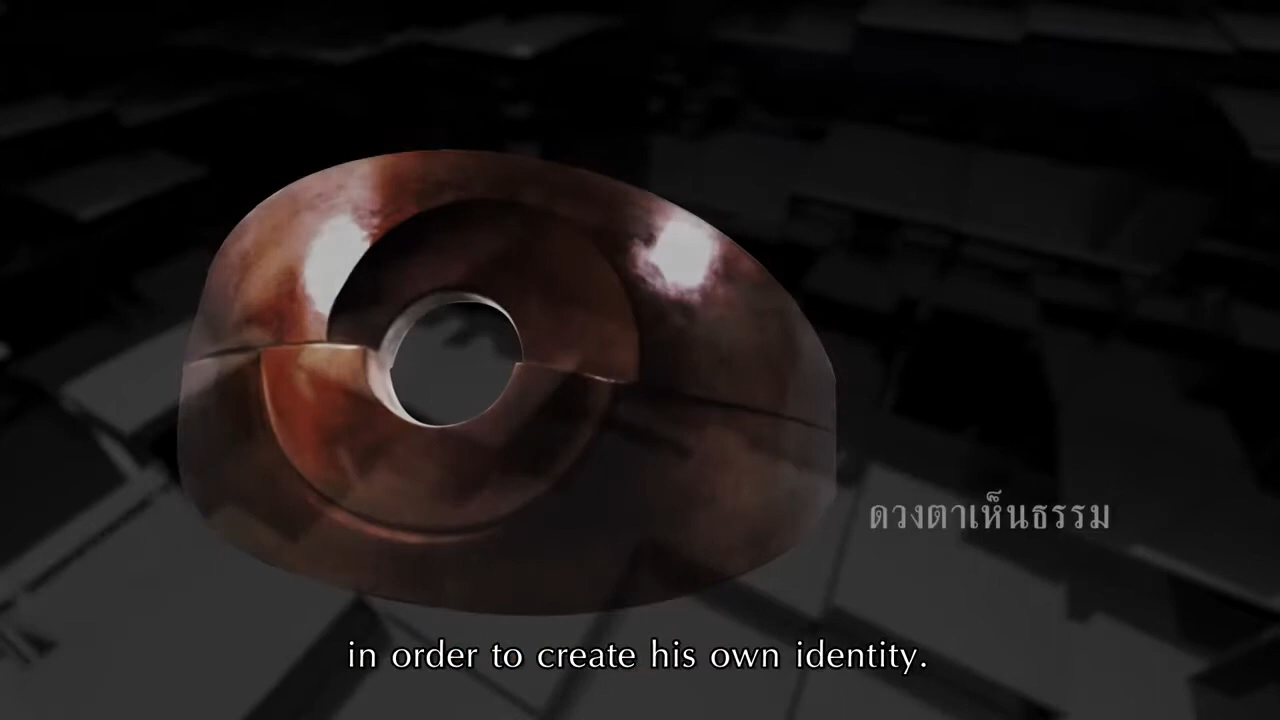 ดวงตาเห็นธรรม
in order to create his own identity.